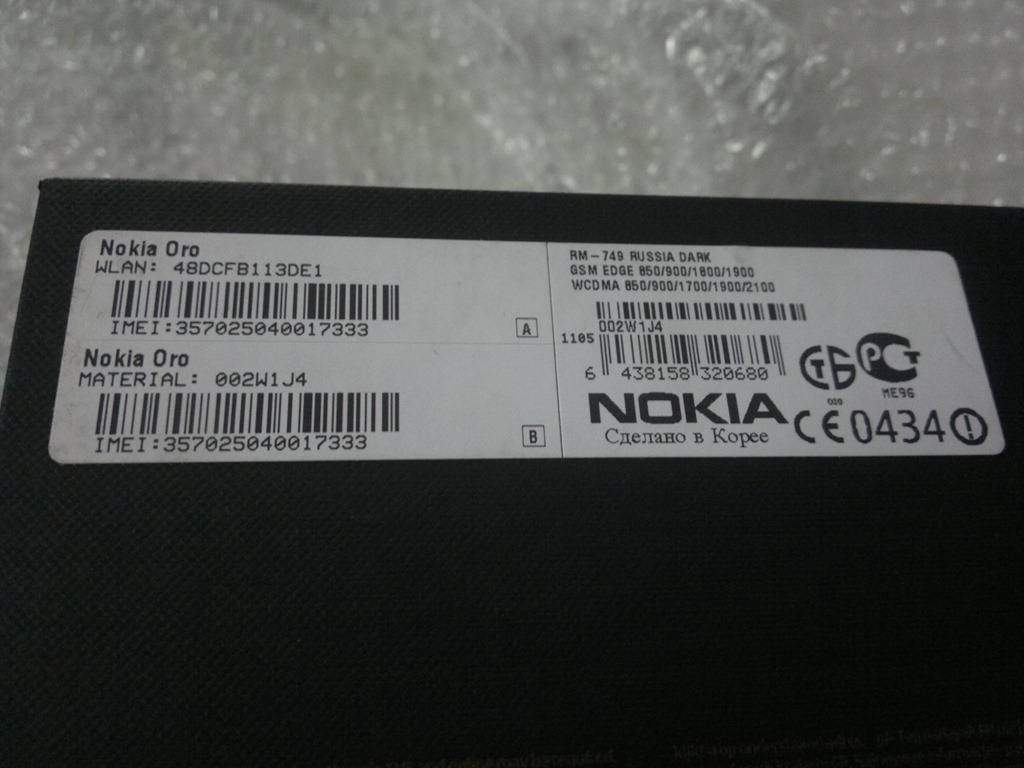 Nokia Oro
WLAN: 48DCFB113DE1
IMEI:357025040017333
A
Nokia Oro
MATERIAL: 002W1J4
IMEI:357025040017333
B
RM-749 RUSSIA DARK
GSM EDGE 850/900/1800/1900
WCDMA 850/900/1700/1900/2100
002W1J4
1105
6 438158 320680
NOKIA
Сделано в Корее
РСТ
ME96
CE0434